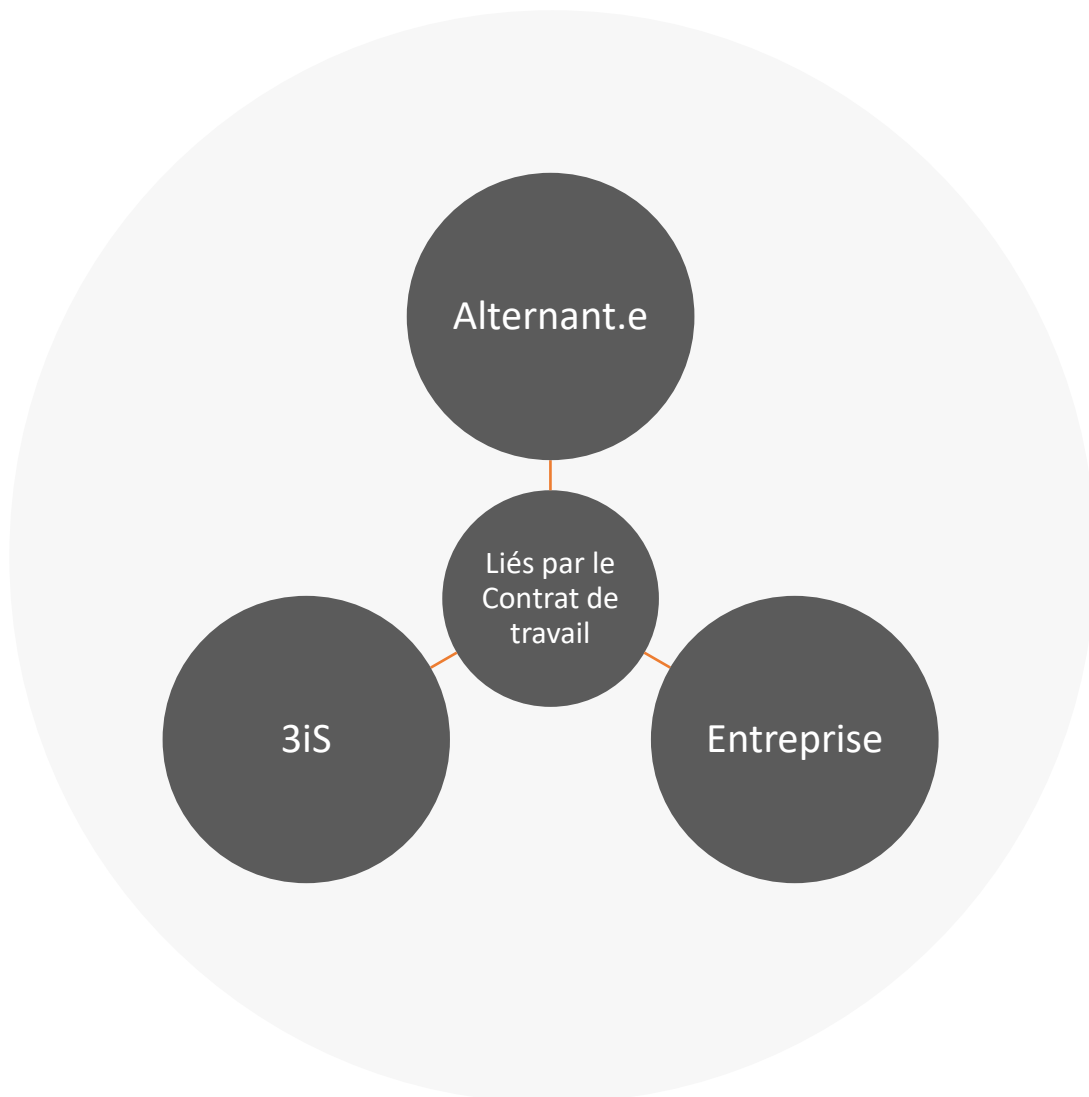 Alternant.e
Liés par le
Contrat de
travail
3iS
Entreprise